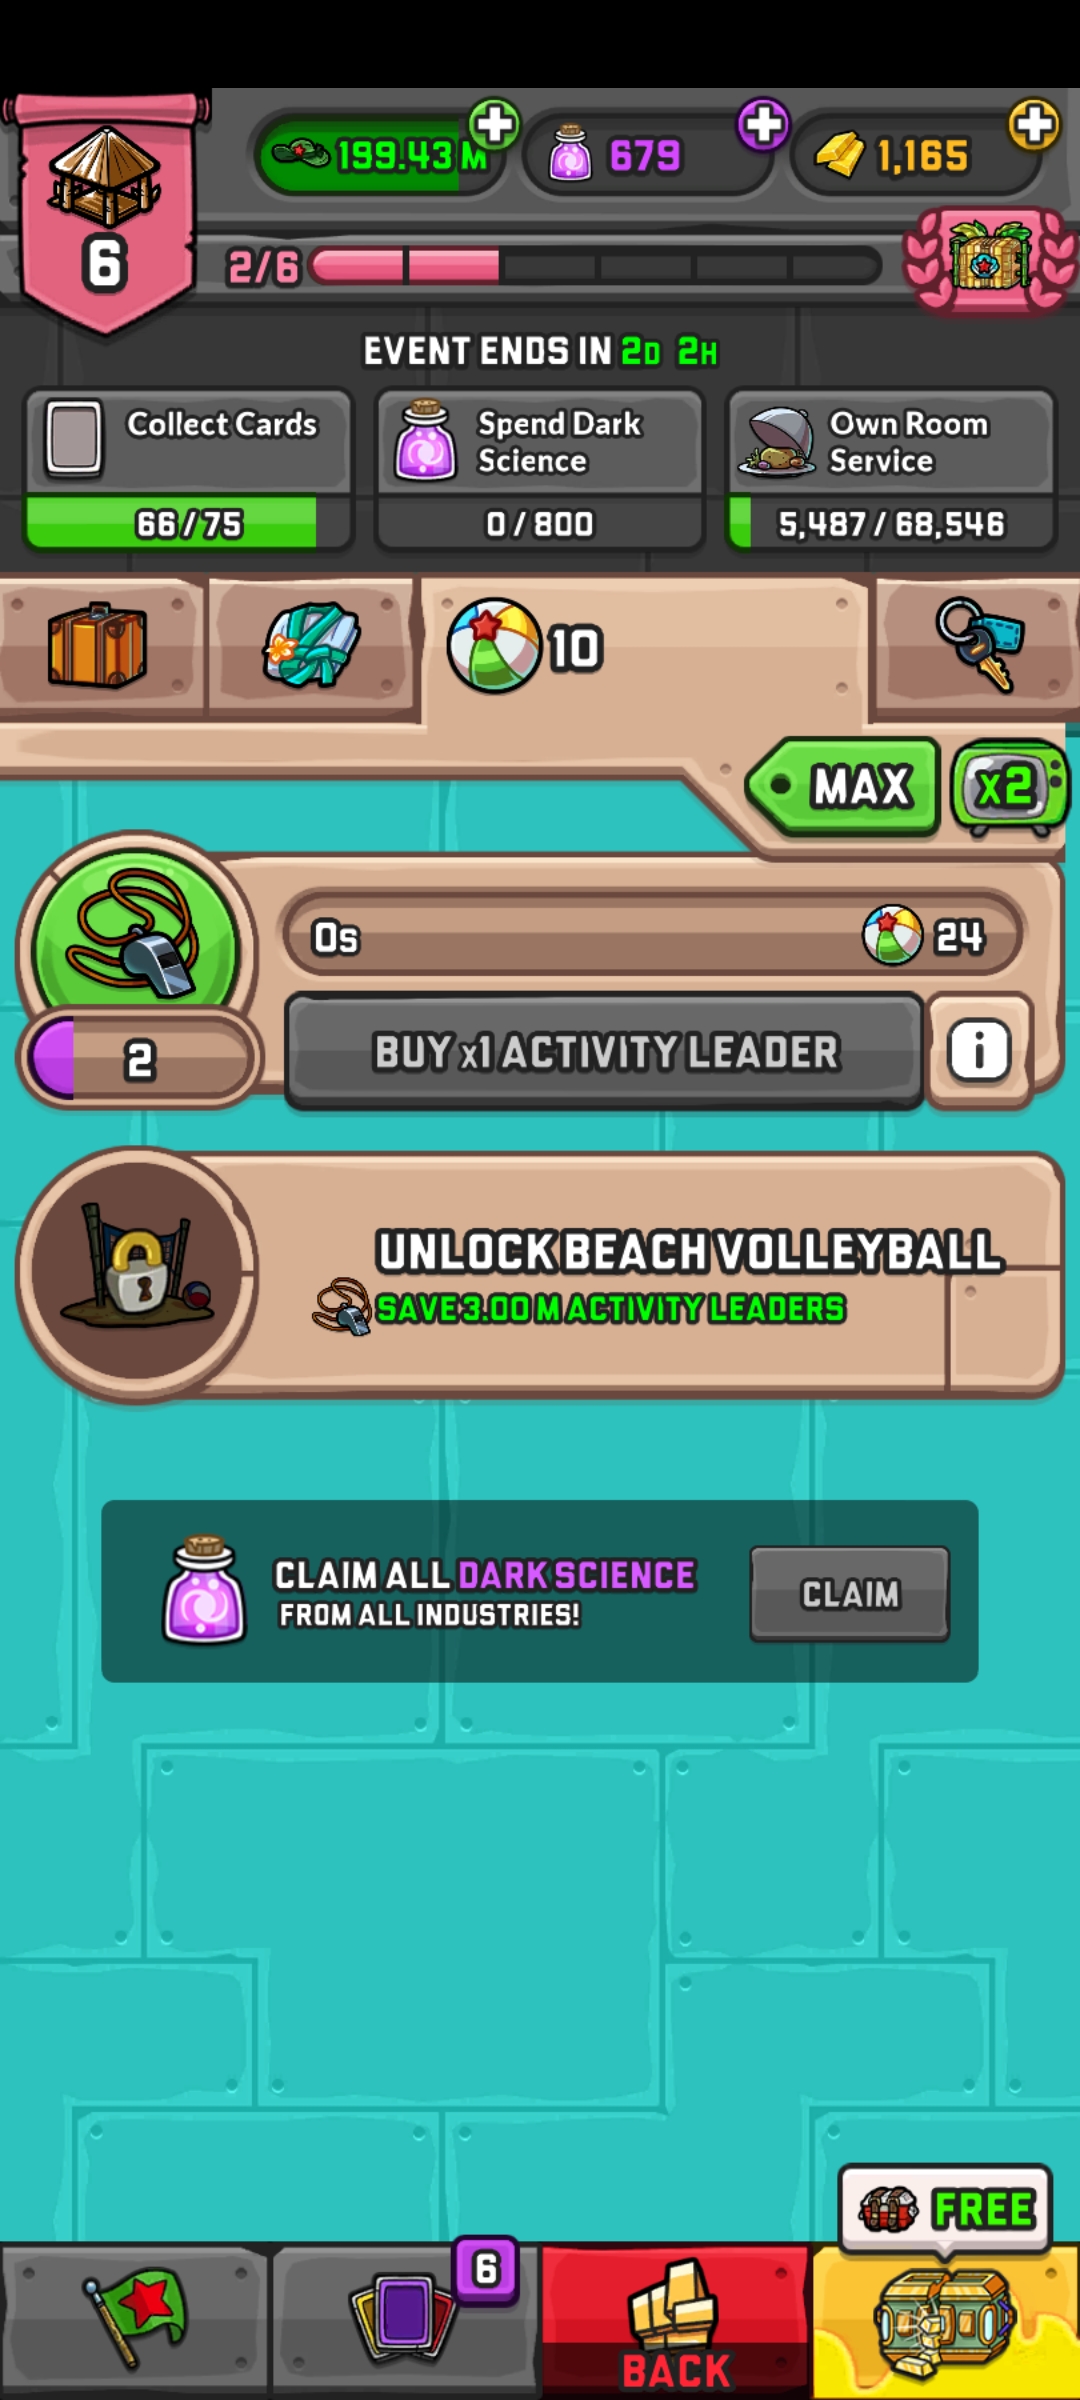 199.43 M
679
1,165
6
2/6
EVENT ENDS IN 2D 2H
Collect Cards
66/75
Spend Dark
Science
0/800
Own Room
Service
5,487/68,546
10
MAX
x2
0s
24
2
BUY x1 ACTIVITY LEADER
i
UNLOCK BEACH VOLLEYBALL
SAVE 3.00 M ACTIVITY LEADERS
CLAIM ALL DARK SCIENCE
FROM ALL INDUSTRIES!
CLAIM
FREE
6
BACK